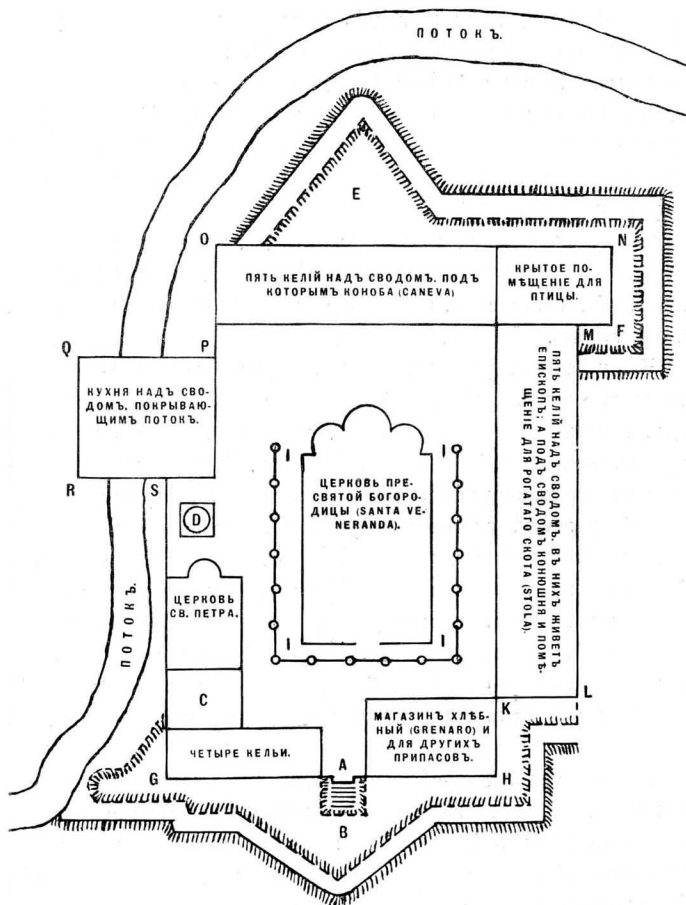 ПОТОКЪ.
E
O
N
ПЯТЬ КЕЛІЙ НАДЪ СВОДОМЪ, ПОДЪ
КОТОРЫМЪ КОНОБА (CANEVA)
КРЫТОЕ ПО-
МѢЩЕНІЕ ДЛЯ
ПТИЦЫ.
M
F
Q
P
КУХНЯ НАДЪ СВО-
ДОМЪ, ПОКРЫВАЮ-
ЩИМЪ ПОТОКЪ.
R
S
ПЯТЬ КЕЛІЙ НАДЪ СВОДОМЪ. ВЪ НИХЪ ЖИВЕТЪ
ЕПИСКОПЪ; А ПОДЪ СВОДОМЪ КОНЮШНЯ И ПОМѢ-
ЩЕНІЕ ДЛЯ РОГАТАГО СКОТА (STOLA).
I
I
ЦЕРКОВЬ ПРЕ-
СВЯТОЙ БОГОРО-
ДИЦЫ (SANTA VE-
NERANDA).
I
I
D
ЦЕРКОВЬ
СВ. ПЕТРА.
ПОТОКЪ.
C
L
K
МАГАЗИНЪ ХЛѢБ-
НЫЙ (GRENARO) И
ДЛЯ ДРУГИХЪ
ПРИПАСОВЪ.
ЧЕТЫРЕ КЕЛЬИ.
A
G
H
B